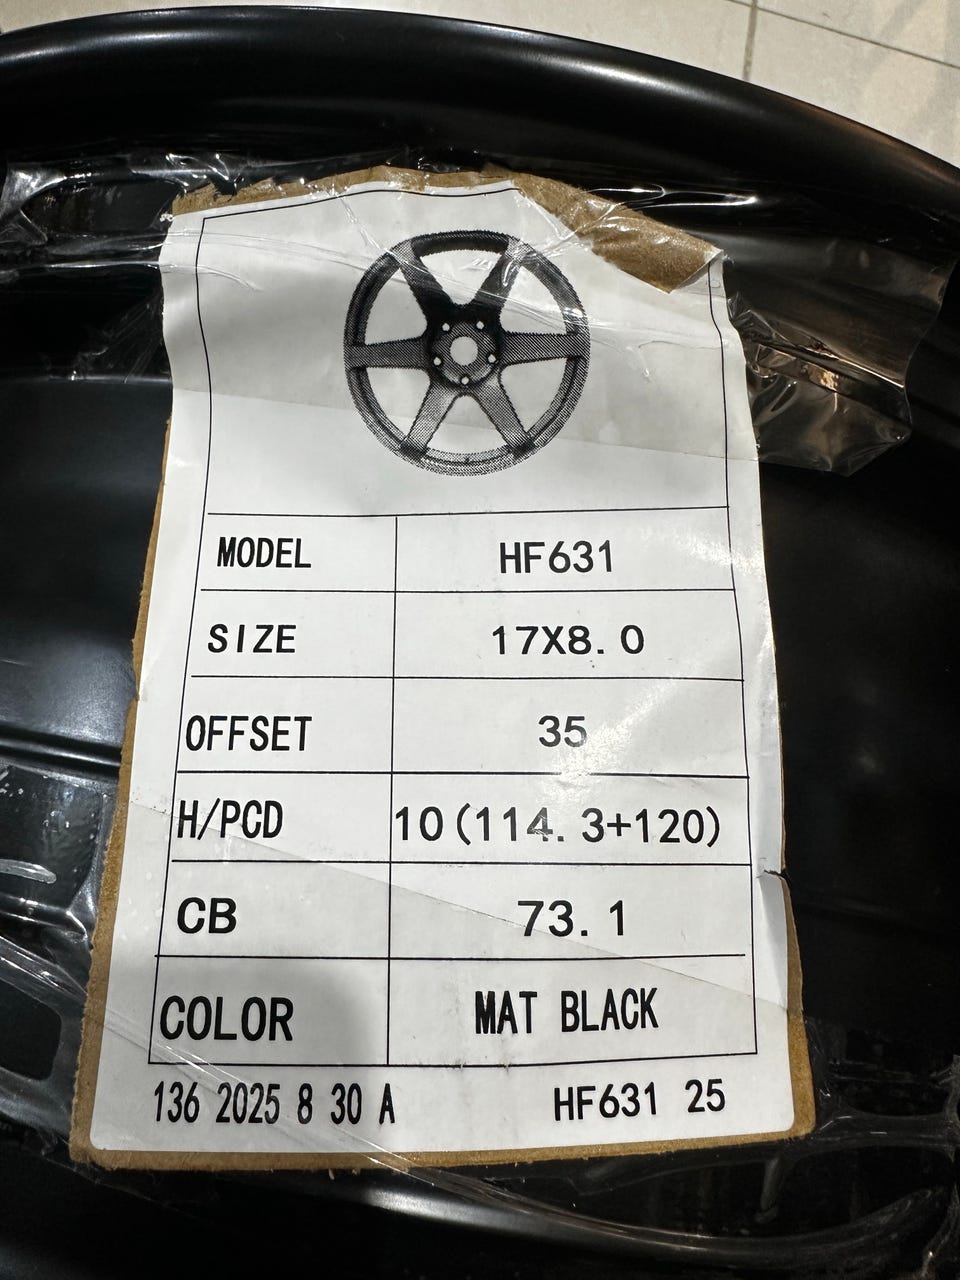 MODEL HF631
SIZE 17X8.0
OFFSET 35
H/PCD 10(114.3+120)
CB 73.1
COLOR MAT BLACK
136 2025 8 30 A HF631 25